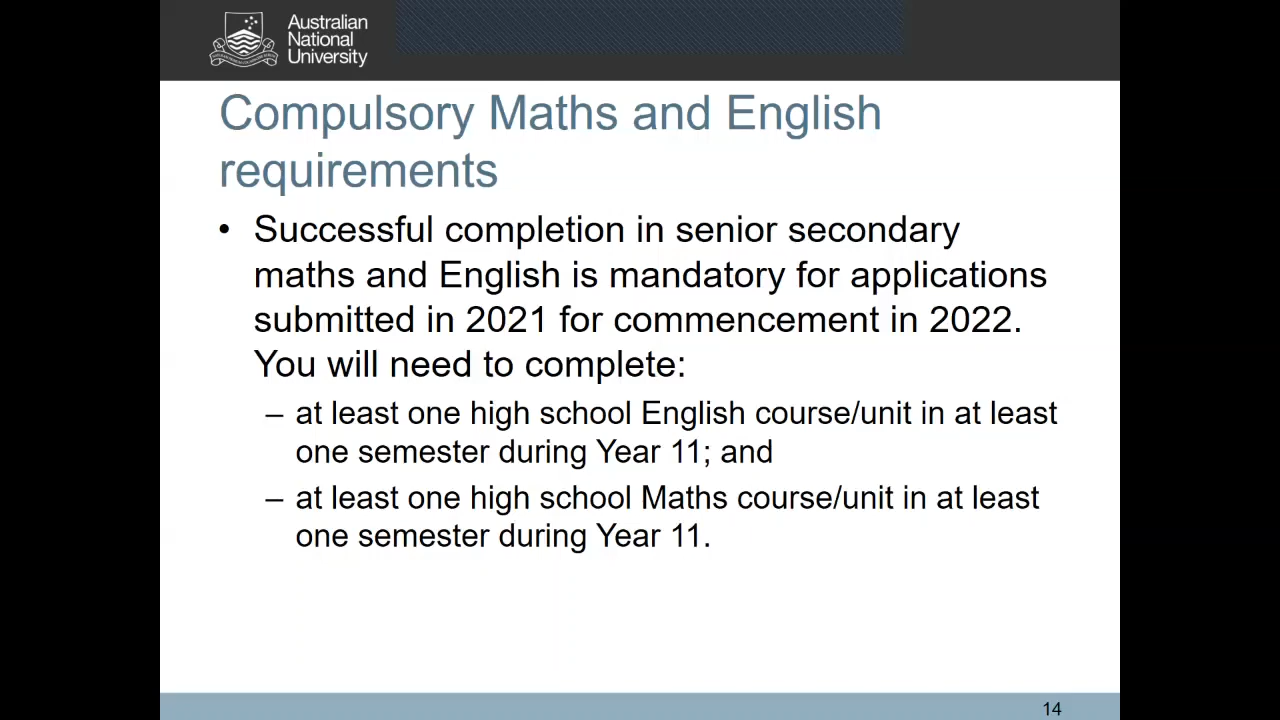 Australian
National
University
Compulsory Maths and English
requirements
• Successful completion in senior secondary
maths and English is mandatory for applications
submitted in 2021 for commencement in 2022.
You will need to complete:
– at least one high school English course/unit in at least
one semester during Year 11; and
– at least one high school Maths course/unit in at least
one semester during Year 11.
14